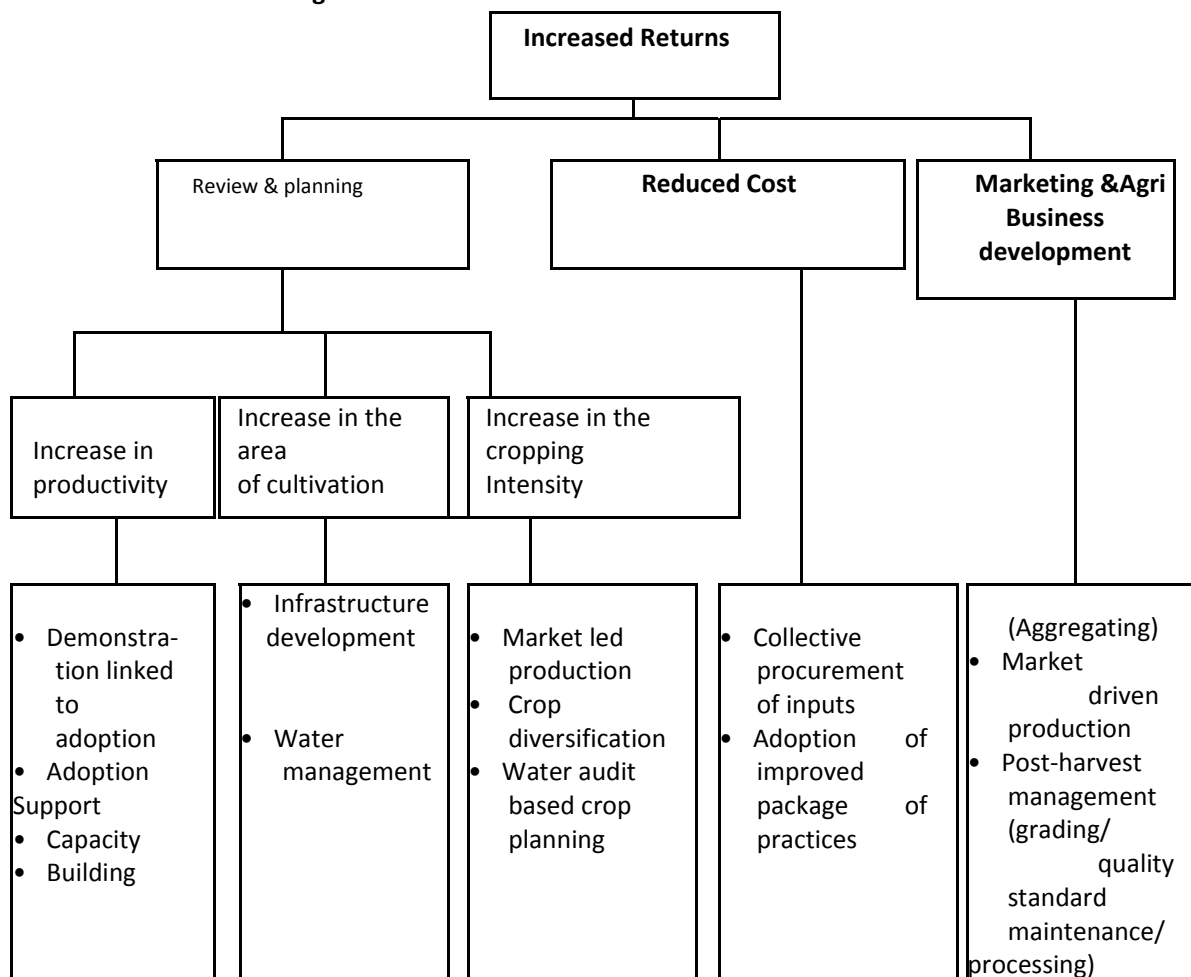 Increased Returns
Review & planning
Reduced Cost
Marketing &Agri
Business
development
Increase in
productivity
Increase in the
area
of cultivation
Increase in the
cropping
Intensity
• Demonstra-
tion linked
to
adoption
• Adoption
Support
• Capacity
• Building
• Infrastructure
development
• Water
management
• Market led
production
• Crop
diversification
• Water audit
based crop
planning
• Collective
procurement
of inputs
• Adoption of
improved
package of
practices
(Aggregating)
• Market
driven
production
• Post-harvest
management
(grading/
quality
standard
maintenance/
processing)